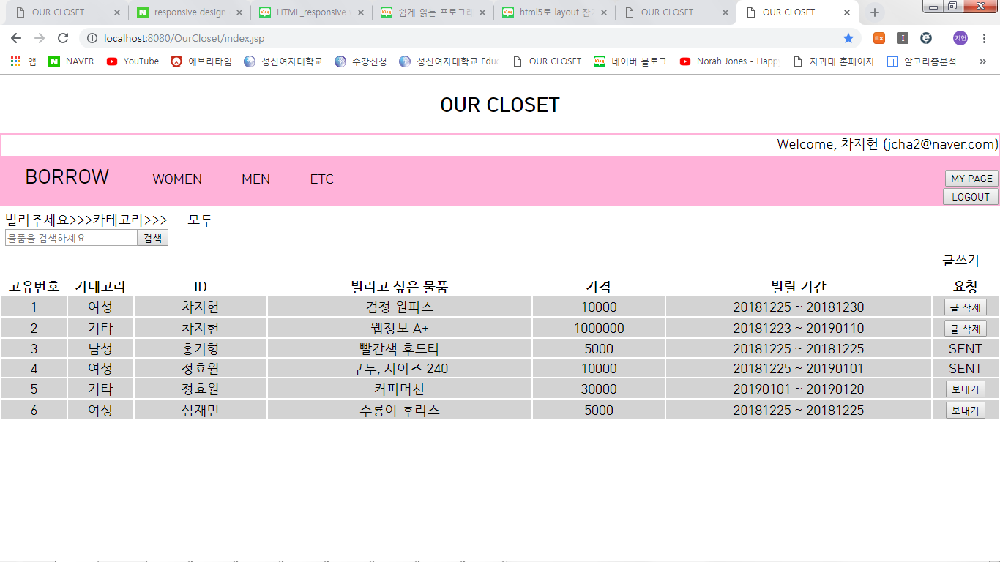 OUR CLOSET responsive design HTML_responsive 쉽게 읽는 프로그래 html5로 layout 잡기 OUR CLOSET OUR CLOSET
localhost:8080/OurCloset/index.jsp 지헌
앱 NAVER YouTube 에브리타임 성신여자대학교 수강신청 성신여자대학교 Educ OUR CLOSET 네이버 블로그 Norah Jones - Happ 자과대 홈페이지 알고리즘분석 »
OUR CLOSET
Welcome, 차지헌 (jcha2@naver.com)
BORROW WOMEN MEN ETC MY PAGE
LOGOUT
빌려주세요>>>카테고리>>> 모두
물품을 검색하세요. 검색
글쓰기
고유번호 카테고리 ID 빌리고 싶은 물품 가격 빌릴 기간 요청
1 여성 차지헌 검정 원피스 10000 20181225 ~ 20181230 글 삭제
2 기타 차지헌 웹정보 A+ 1000000 20181223 ~ 20190110 글 삭제
3 남성 홍기형 빨간색 후드티 5000 20181225 ~ 20181225 SENT
4 여성 정효원 구두, 사이즈 240 10000 20181225 ~ 20190101 SENT
5 기타 정효원 커피머신 30000 20190101 ~ 20190120 보내기
6 여성 심재민 수룡이 후리스 5000 20181225 ~ 20181225 보내기